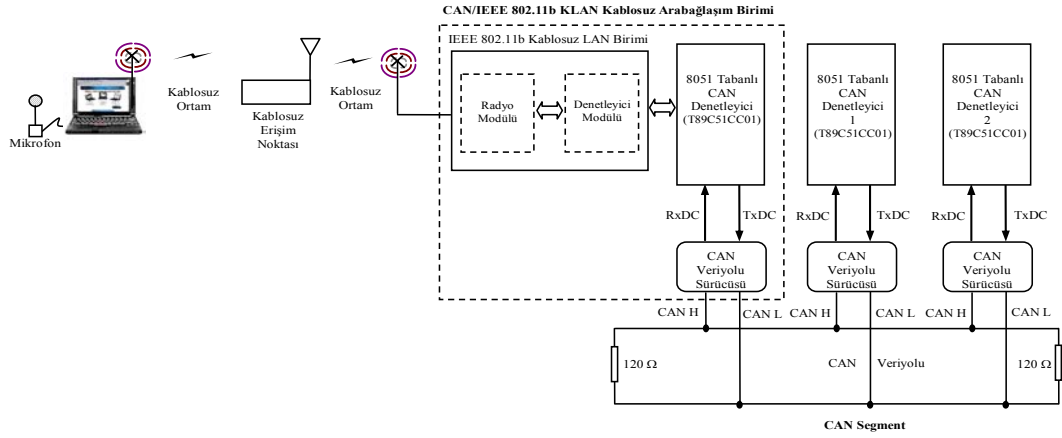 CAN/IEEE 802.11b KLAN Kablosuz Arabağlaşım Birimi
IEEE 802.11b Kablosuz LAN Birimi
Mikrofon
Kablosuz
Ortam
Kablosuz
Erişim
Noktası
Kablosuz
Ortam
Radyo
Modülü
Denetleyici
Modülü
8051 Tabanlı
CAN
Denetleyici
(T89C51CC01)
8051 Tabanlı
CAN
Denetleyici
1
(T89C51CC01)
8051 Tabanlı
CAN
Denetleyici
2
(T89C51CC01)
RxDC
TxDC
RxDC
TxDC
RxDC
TxDC
CAN
Veriyolu
Sürücüsü
CAN
Veriyolu
Sürücüsü
CAN
Veriyolu
Sürücüsü
CAN H
CAN L
CAN H
CAN L
CAN H
CAN L
120 Ω
CAN Veriyolu
120 Ω
CAN Segment